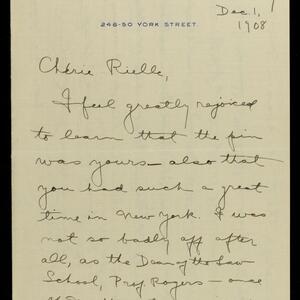 Dec. 1,
1908
246-50 YORK STREET.
Chérie Rielle,
I feel greatly rejoiced
to learn that the pin
was yours — also that
you had such a great
time in New York. I was
not so badly off after
all, as the Dean of the Law
School, Prof. Rogers — once